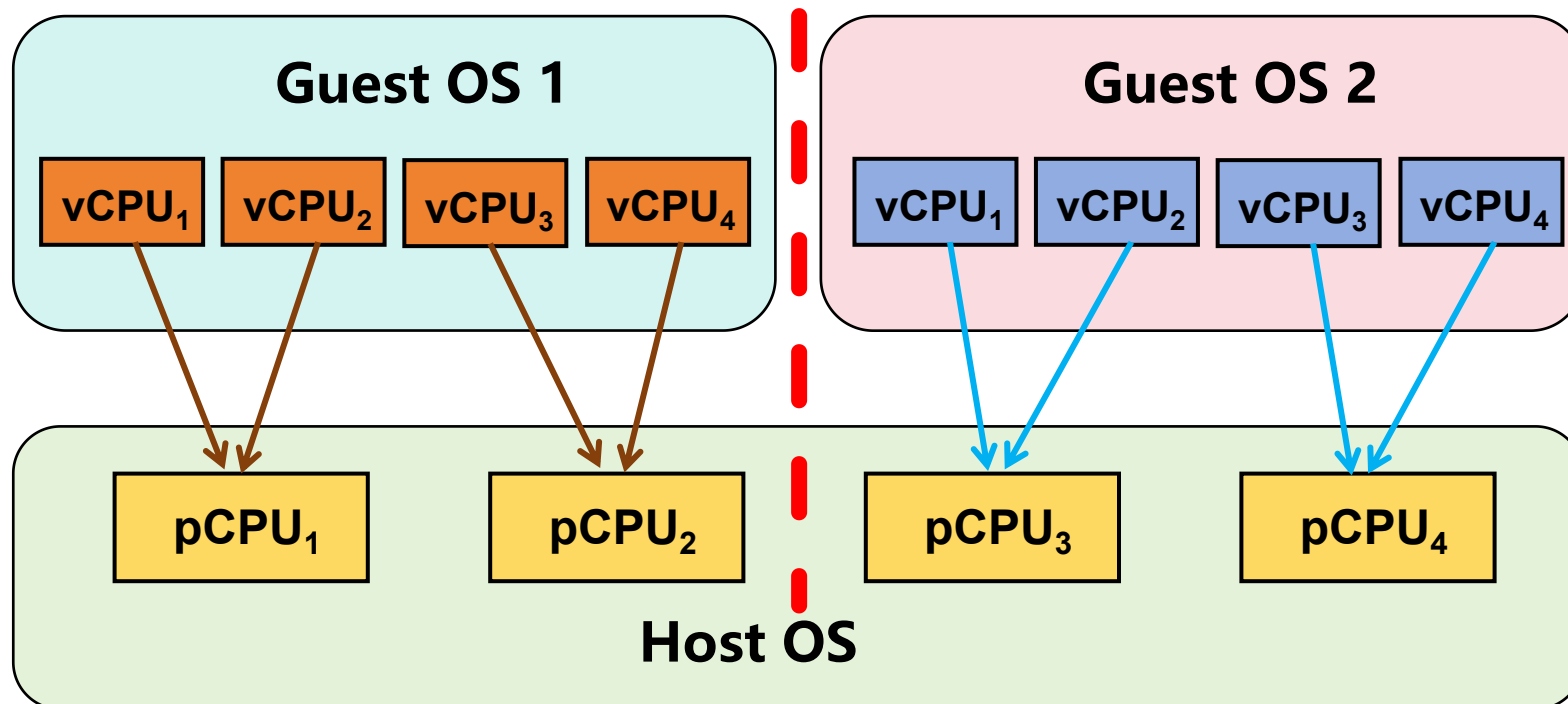 Guest OS 1
Guest OS 2
vCPU₁ vCPU₂ vCPU₃ vCPU₄
vCPU₁ vCPU₂ vCPU₃ vCPU₄
pCPU₁ pCPU₂ pCPU₃ pCPU₄
Host OS